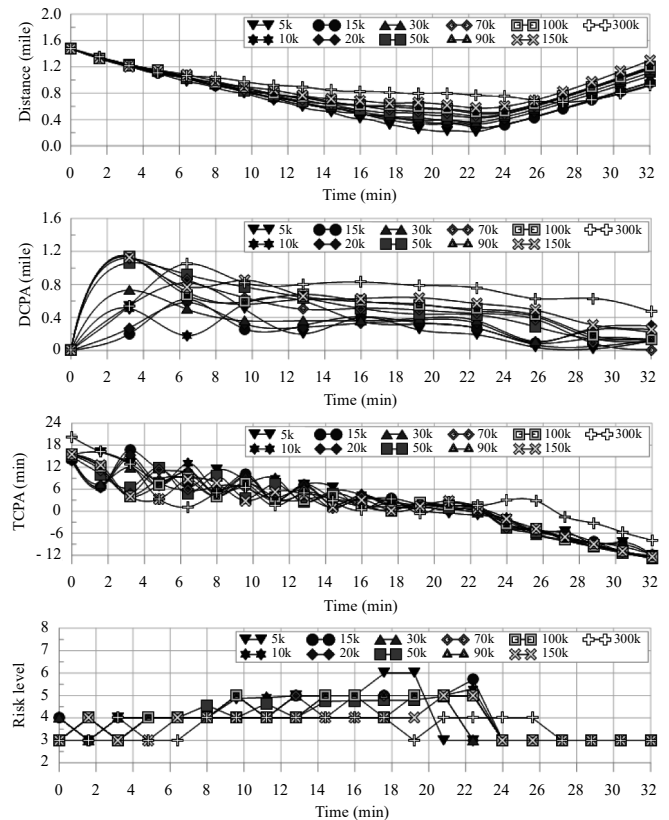 1.6
1.2
0.8
0.4
0.0
Distance (mile)
5k 15k 30k 70k 100k 300k
10k 20k 50k 90k 150k
0 2 4 6 8 10 12 14 16 18 20 22 24 26 28 30 32
Time (min)
1.6
1.2
0.8
0.4
0
DCPA (mile)
5k 15k 30k 70k 100k 300k
10k 20k 50k 90k 150k
0 2 4 6 8 10 12 14 16 18 20 22 24 26 28 30 32
Time (min)
24
18
12
6
0
-6
-12
TCPA (min)
5k 15k 30k 70k 100k 300k
10k 20k 50k 90k 150k
0 2 4 6 8 10 12 14 16 18 20 22 24 26 28 30 32
Time (min)
8
7
6
5
4
3
2
Risk level
5k 15k 30k 70k 100k 300k
10k 20k 50k 90k 150k
0 2 4 6 8 10 12 14 16 18 20 22 24 26 28 30 32
Time (min)